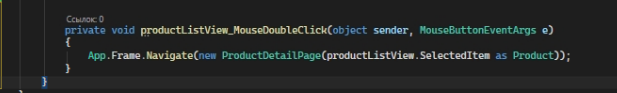 Ссылок: 0
private void productListView_MouseDoubleClick(object sender, MouseButtonEventArgs e)
{
App.Frame.Navigate(new ProductDetailPage(productListView.SelectedItem as Product));
}
}